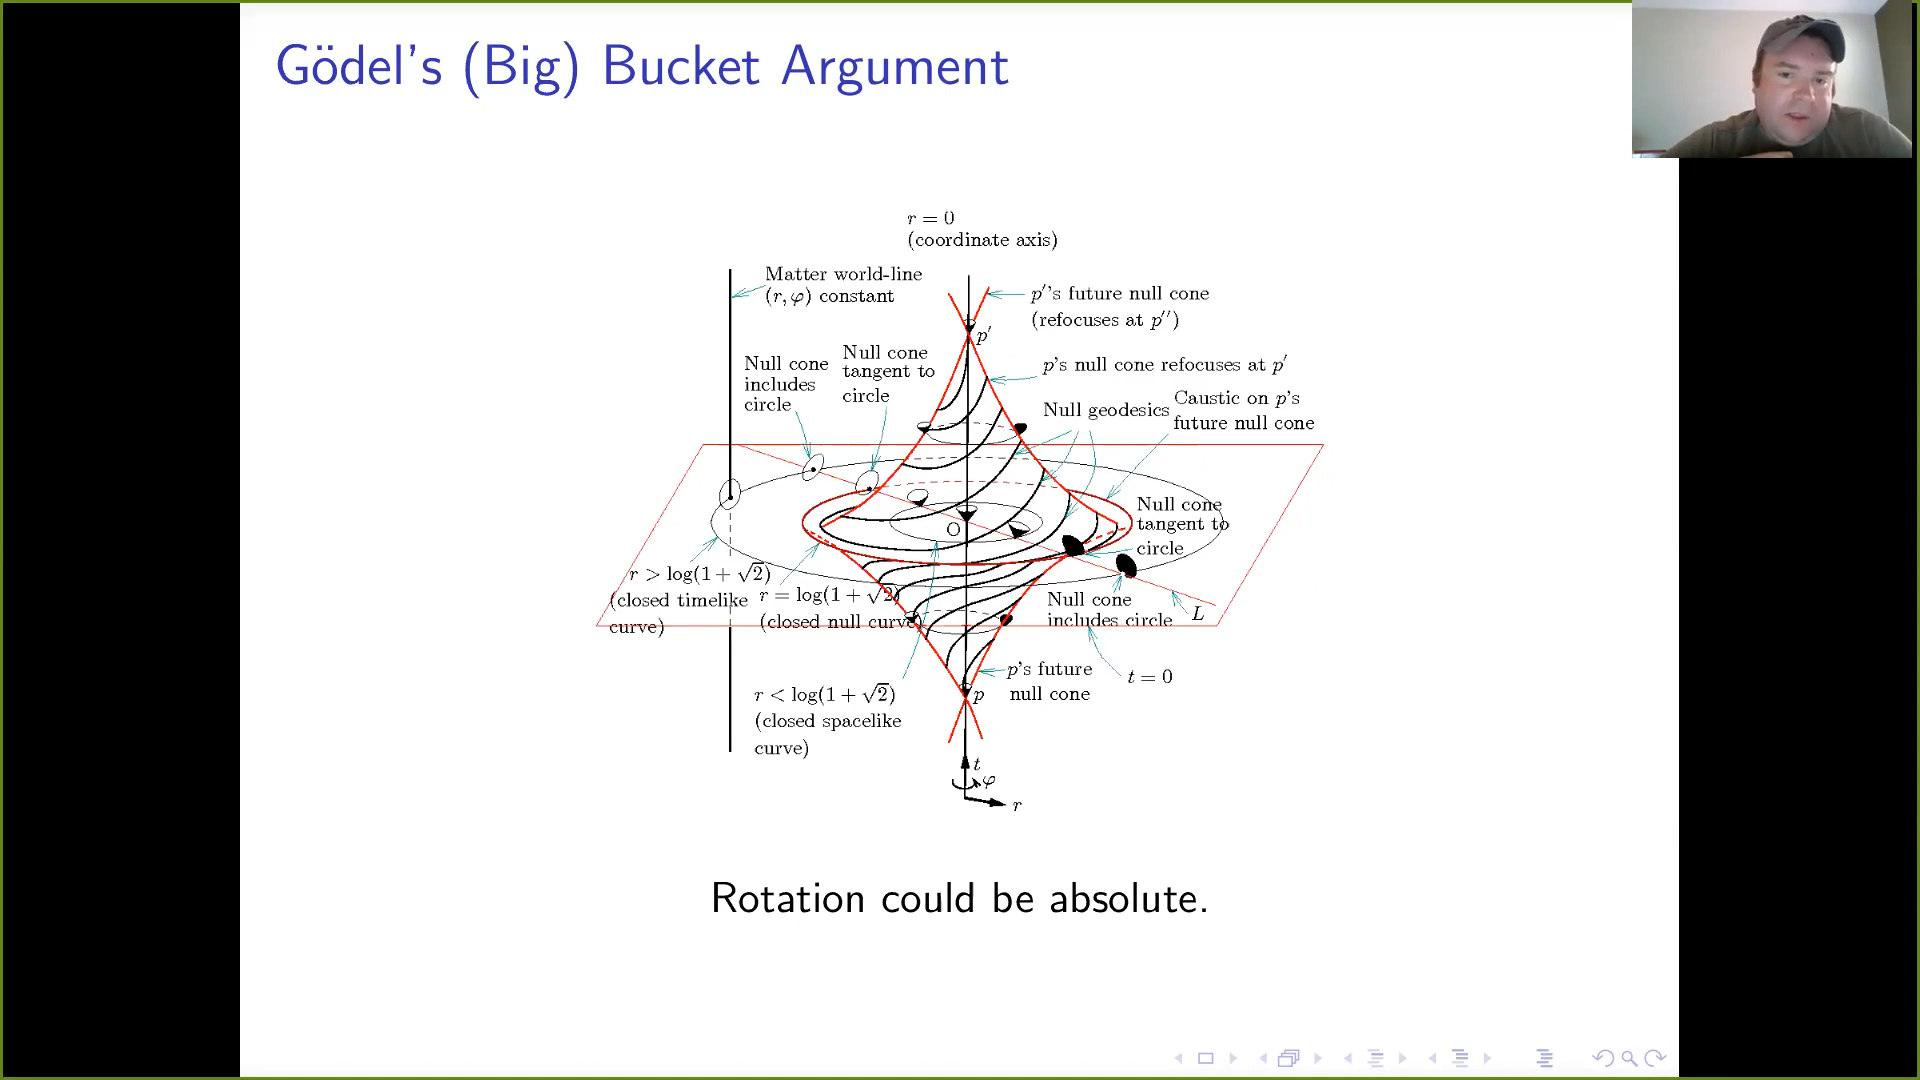 Gödel's (Big) Bucket Argument
r = 0
(coordinate axis)
Matter world-line
(r, φ) constant
p′'s future null cone
(refocuses at p″)
p′
Null cone
includes
circle
Null cone
tangent to
circle
p's null cone refocuses at p′
Null geodesics
Caustic on p's
future null cone
Null cone
tangent to
circle
O
r > log(1 + √2)
(closed timelike
curve)
r = log(1 + √2)
(closed null curve)
Null cone
includes circle
L
r < log(1 + √2)
(closed spacelike
curve)
p's future
null cone
t = 0
p
t
φ
r
Rotation could be absolute.